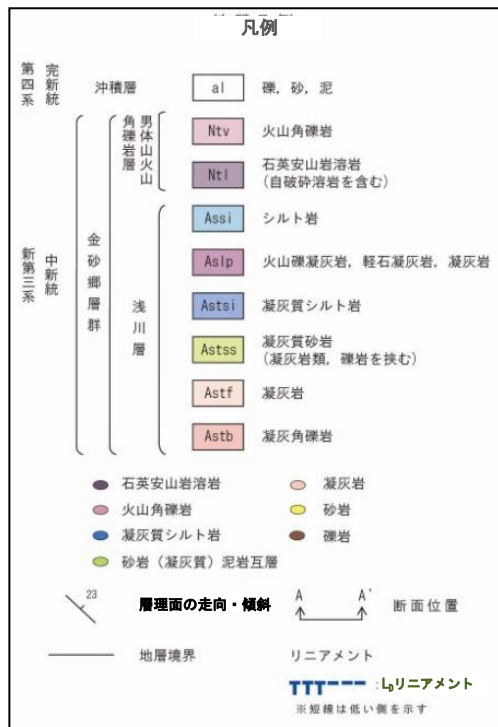 凡例
第四系
完新統
沖積層
al
礫，砂，泥
新第三系
中新統
金砂郷層群
男体山火山
角礫岩層
Ntv
火山角礫岩
Ntl
石英安山岩溶岩
(自破砕溶岩を含む)
浅川層
Assi
シルト岩
Aslp
火山礫凝灰岩，軽石凝灰岩，凝灰岩
Astsi
凝灰質シルト岩
Astss
凝灰質砂岩
(凝灰岩類，礫岩を挟む)
Astf
凝灰岩
Astb
凝灰角礫岩
石英安山岩溶岩
凝灰岩
火山角礫岩
砂岩
凝灰質シルト岩
礫岩
砂岩（凝灰質）泥岩互層
23
層理面の走向・傾斜
A A'
断面位置
地層境界
リニアメント
:LDリニアメント
※短線は低い側を示す